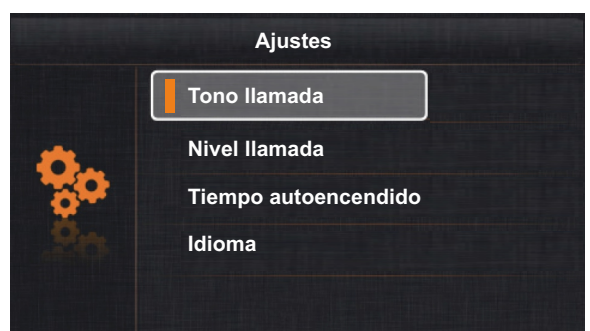 Ajustes
Tono llamada
Nivel llamada
Tiempo autoencendido
Idioma